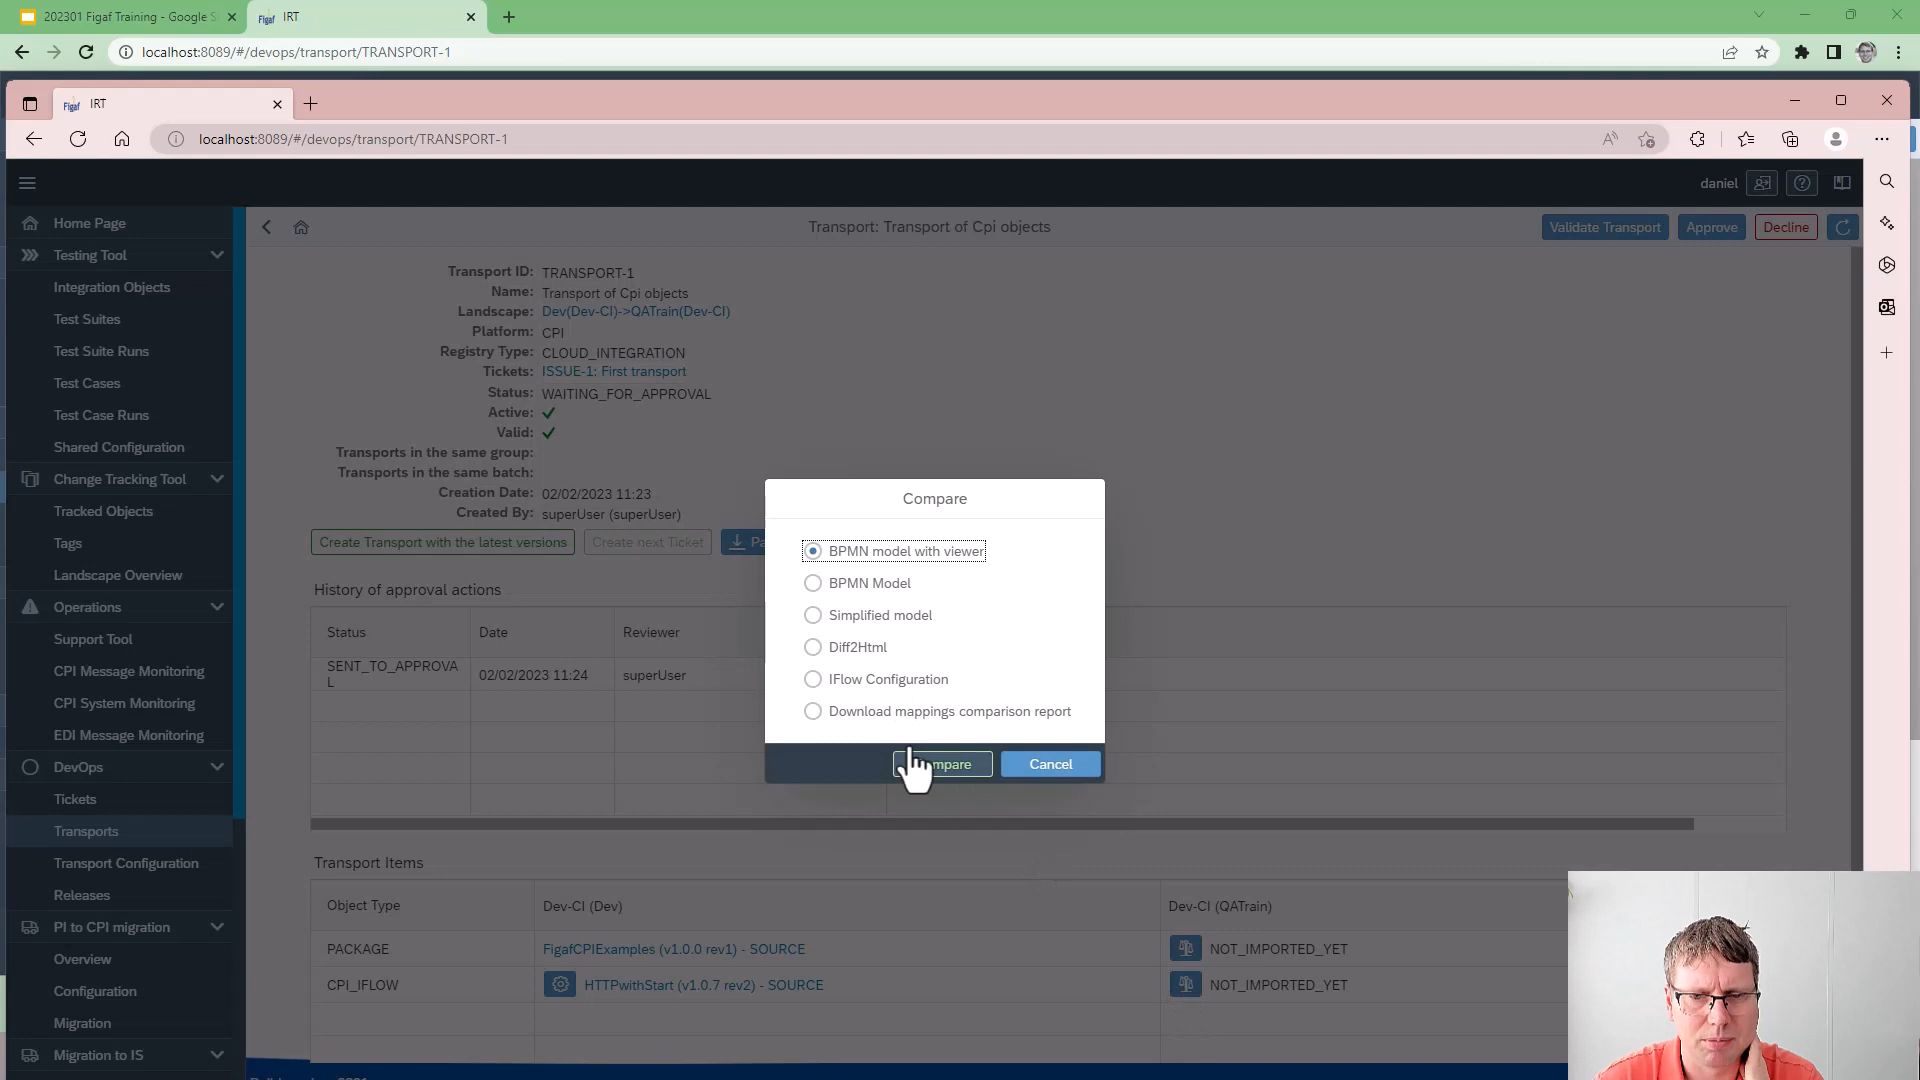 202301 Figaf Training - Google S
Figaf IRT
localhost:8089/#/devops/transport/TRANSPORT-1
Figaf IRT
localhost:8089/#/devops/transport/TRANSPORT-1
daniel
Home Page
Testing Tool
Integration Objects
Test Suites
Test Suite Runs
Test Cases
Test Case Runs
Shared Configuration
Change Tracking Tool
Tracked Objects
Tags
Landscape Overview
Operations
Support Tool
CPI Message Monitoring
CPI System Monitoring
EDI Message Monitoring
DevOps
Tickets
Transports
Transport Configuration
Releases
PI to CPI migration
Overview
Configuration
Migration
Migration to IS
Transport: Transport of Cpi objects
Validate Transport Approve Decline
Transport ID: TRANSPORT-1
Name: Transport of Cpi objects
Landscape: Dev(Dev-CI)->QATrain(Dev-CI)
Platform: CPI
Registry Type: CLOUD_INTEGRATION
Tickets: ISSUE-1: First transport
Status: WAITING_FOR_APPROVAL
Active:
Valid:
Transports in the same group:
Transports in the same batch:
Creation Date: 02/02/2023 11:23
Created By: superUser (superUser)
Create Transport with the latest versions Create next Ticket Pa
History of approval actions
Status Date Reviewer
SENT_TO_APPROVA
L 02/02/2023 11:24 superUser
Compare
BPMN model with viewer
BPMN Model
Simplified model
Diff2Html
IFlow Configuration
Download mappings comparison report
mpare Cancel
Transport Items
Object Type Dev-CI (Dev) Dev-CI (QATrain)
PACKAGE FigafCPIExamples (v1.0.0 rev1) - SOURCE NOT_IMPORTED_YET
CPI_IFLOW HTTPwithStart (v1.0.7 rev2) - SOURCE NOT_IMPORTED_YET